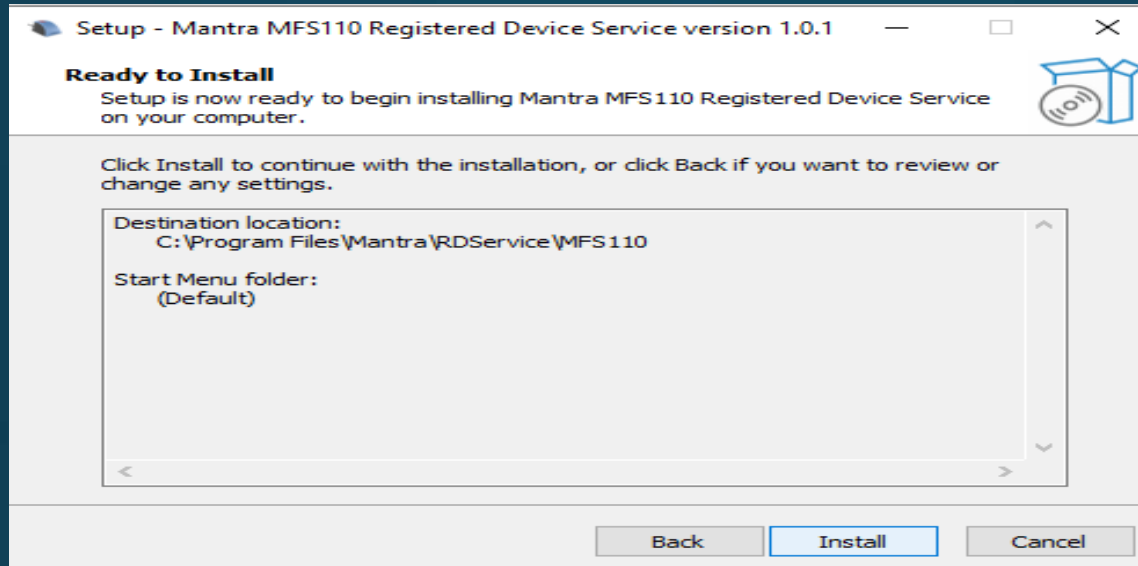 Setup - Mantra MFS110 Registered Device Service version 1.0.1
Ready to Install
Setup is now ready to begin installing Mantra MFS110 Registered Device Service
on your computer.
Click Install to continue with the installation, or click Back if you want to review or
change any settings.
Destination location:
C:\Program Files\Mantra\RDService\MFS110
Start Menu folder:
(Default)
Back Install Cancel